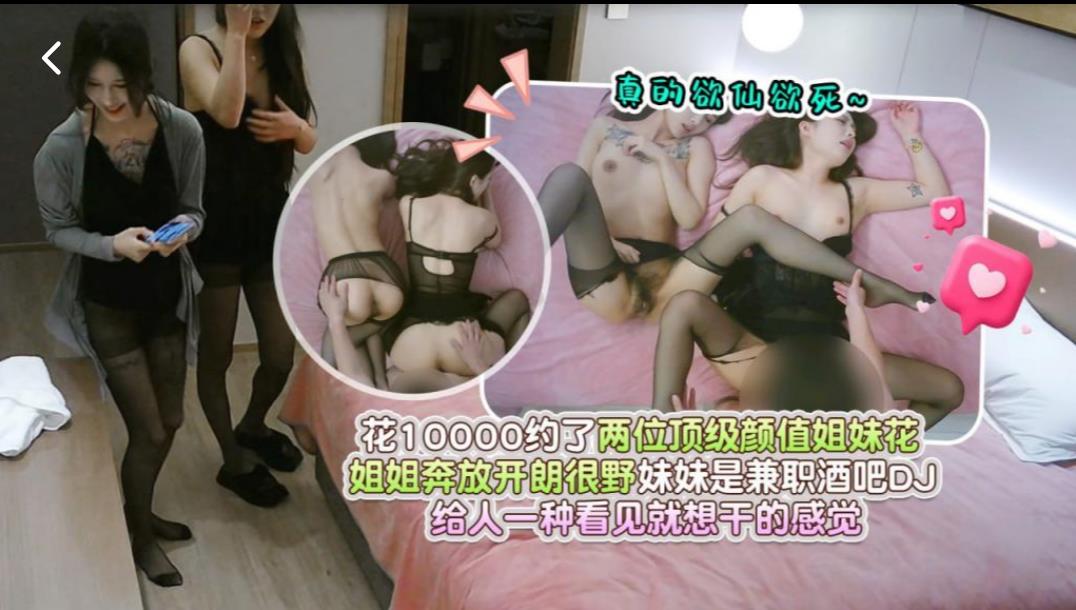 真的欲仙欲死~
花10000约了两位顶级颜值姐妹花
姐姐奔放开朗很野妹妹是兼职酒吧DJ
给人一种看见就想干的感觉